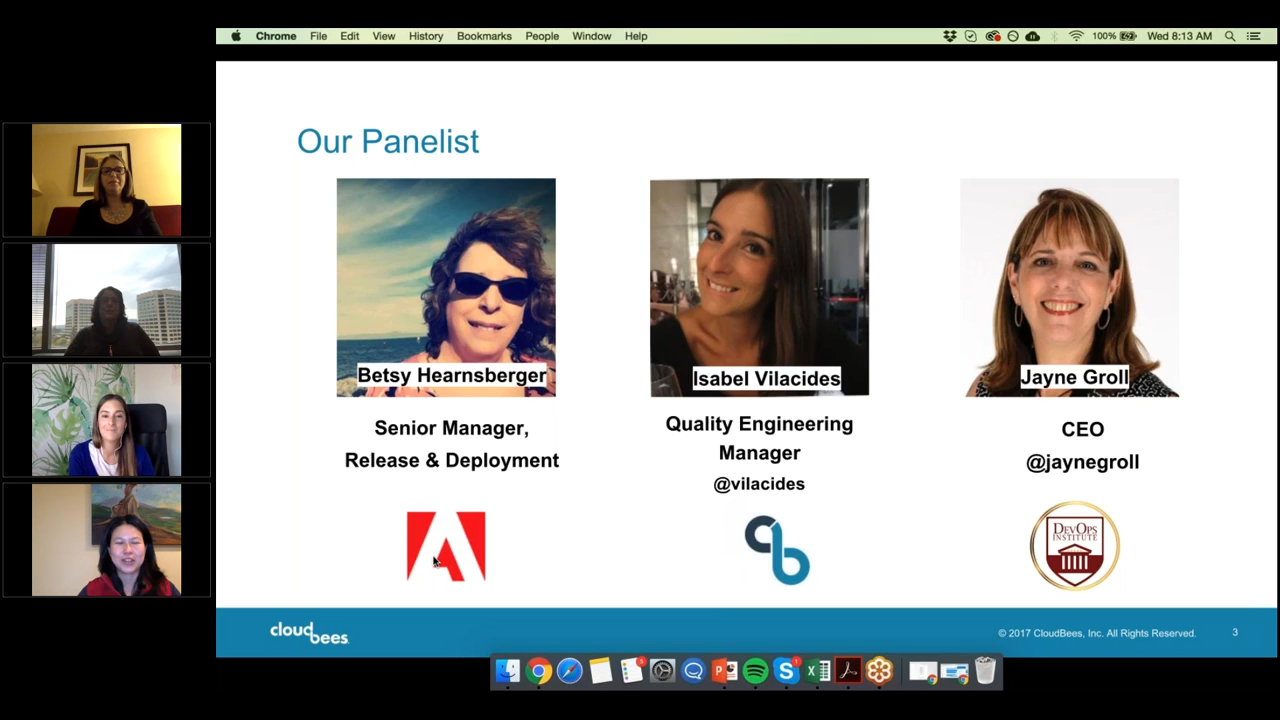 Chrome File Edit View History Bookmarks People Window Help 100% Wed 8:13 AM
Our Panelist
Betsy Hearnsberger
Senior Manager,
Release & Deployment
Isabel Vilacides
Quality Engineering
Manager
@vilacides
Jayne Groll
CEO
@jaynegroll
DEVOPS
INSTITUTE
cloudbees
© 2017 CloudBees, Inc. All Rights Reserved. 3